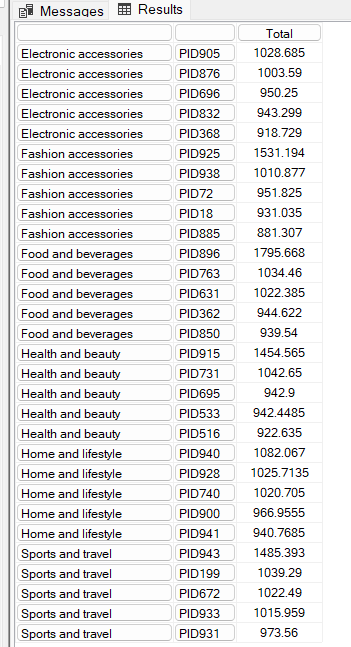 Messages Results
Total
Electronic accessories PID905 1028.685
Electronic accessories PID876 1003.59
Electronic accessories PID696 950.25
Electronic accessories PID832 943.299
Electronic accessories PID368 918.729
Fashion accessories PID925 1531.194
Fashion accessories PID938 1010.877
Fashion accessories PID72 951.825
Fashion accessories PID18 931.035
Fashion accessories PID885 881.307
Food and beverages PID896 1795.668
Food and beverages PID763 1034.46
Food and beverages PID631 1022.385
Food and beverages PID362 944.622
Food and beverages PID850 939.54
Health and beauty PID915 1454.565
Health and beauty PID731 1042.65
Health and beauty PID695 942.9
Health and beauty PID533 942.4485
Health and beauty PID516 922.635
Home and lifestyle PID940 1082.067
Home and lifestyle PID928 1025.7135
Home and lifestyle PID740 1020.705
Home and lifestyle PID900 966.9555
Home and lifestyle PID941 940.7685
Sports and travel PID943 1485.393
Sports and travel PID199 1039.29
Sports and travel PID672 1022.49
Sports and travel PID933 1015.959
Sports and travel PID931 973.56